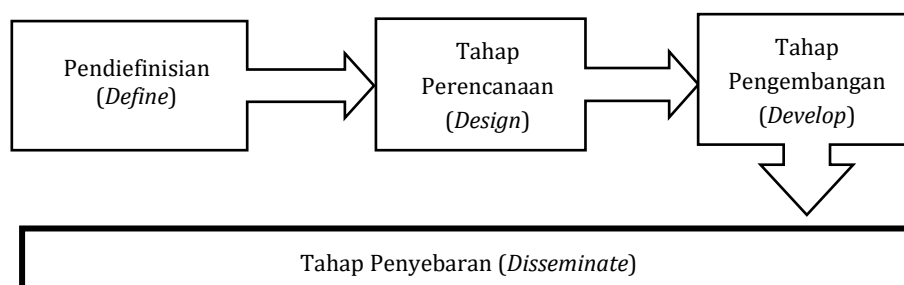 Pendiefinisian
(Define)
Tahap
Perencanaan
(Design)
Tahap
Pengembangan
(Develop)
Tahap Penyebaran (Disseminate)